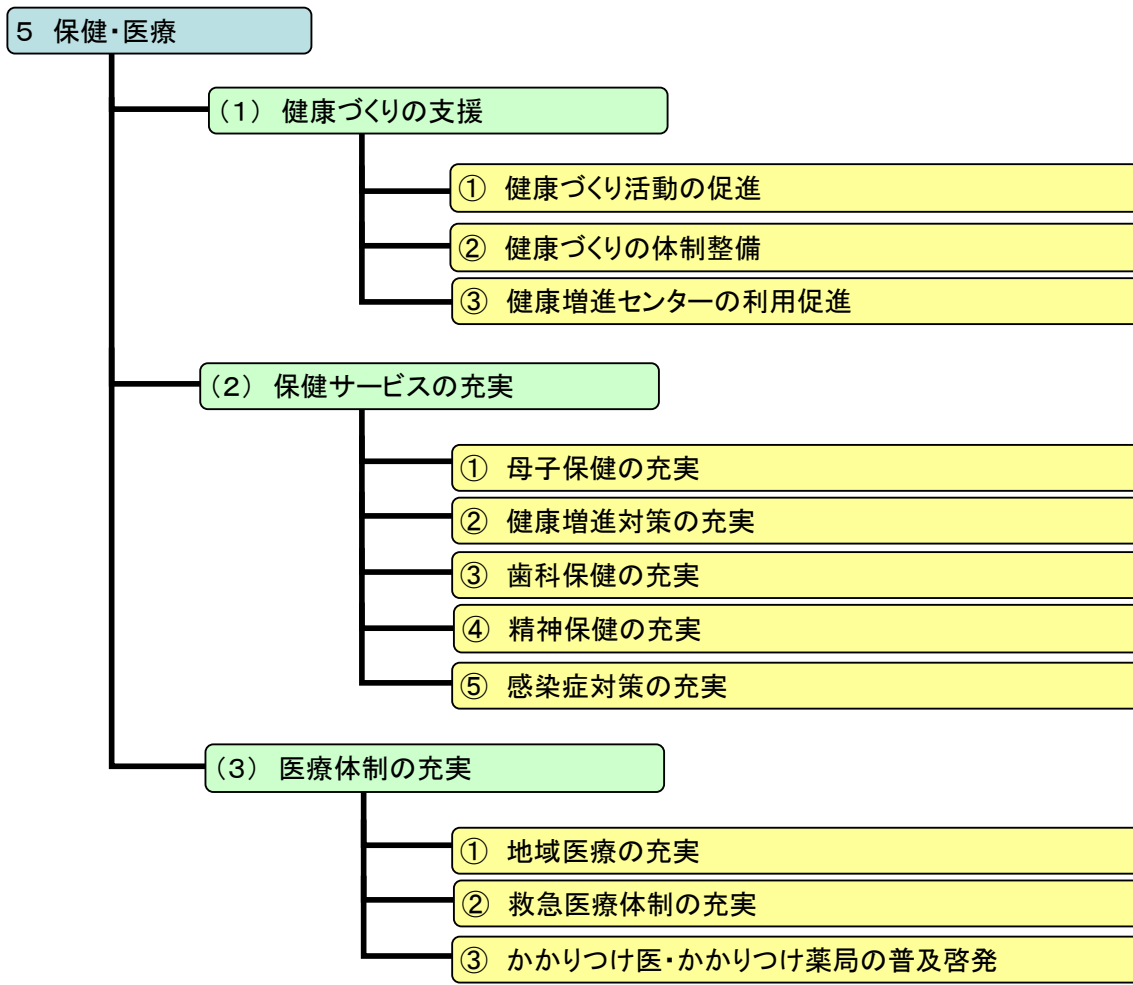 5 保健・医療
（１） 健康づくりの支援
① 健康づくり活動の促進
② 健康づくりの体制整備
③ 健康増進センターの利用促進
（２） 保健サービスの充実
① 母子保健の充実
② 健康増進対策の充実
③ 歯科保健の充実
④ 精神保健の充実
⑤ 感染症対策の充実
（３） 医療体制の充実
① 地域医療の充実
② 救急医療体制の充実
③ かかりつけ医・かかりつけ薬局の普及啓発